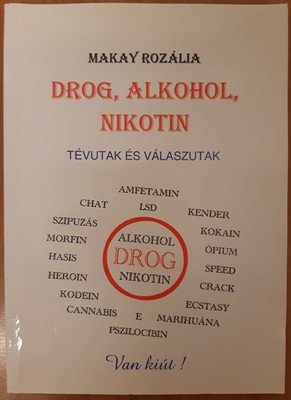 MAKAY ROZÁLIA
DROG, ALKOHOL,
NIKOTIN
TÉVUTAK ÉS VÁLASZUTAK
AMFETAMIN
CHAT LSD KENDER
SZIPUZÁS KOKAIN
MORFIN ALKOHOL ÓPIUM
HASIS DROG SPEED
HEROIN NIKOTIN CRACK
KODEIN ECSTASY
CANNABIS E MARIHUÁNA
PSZILOCIBIN
Van kiút !